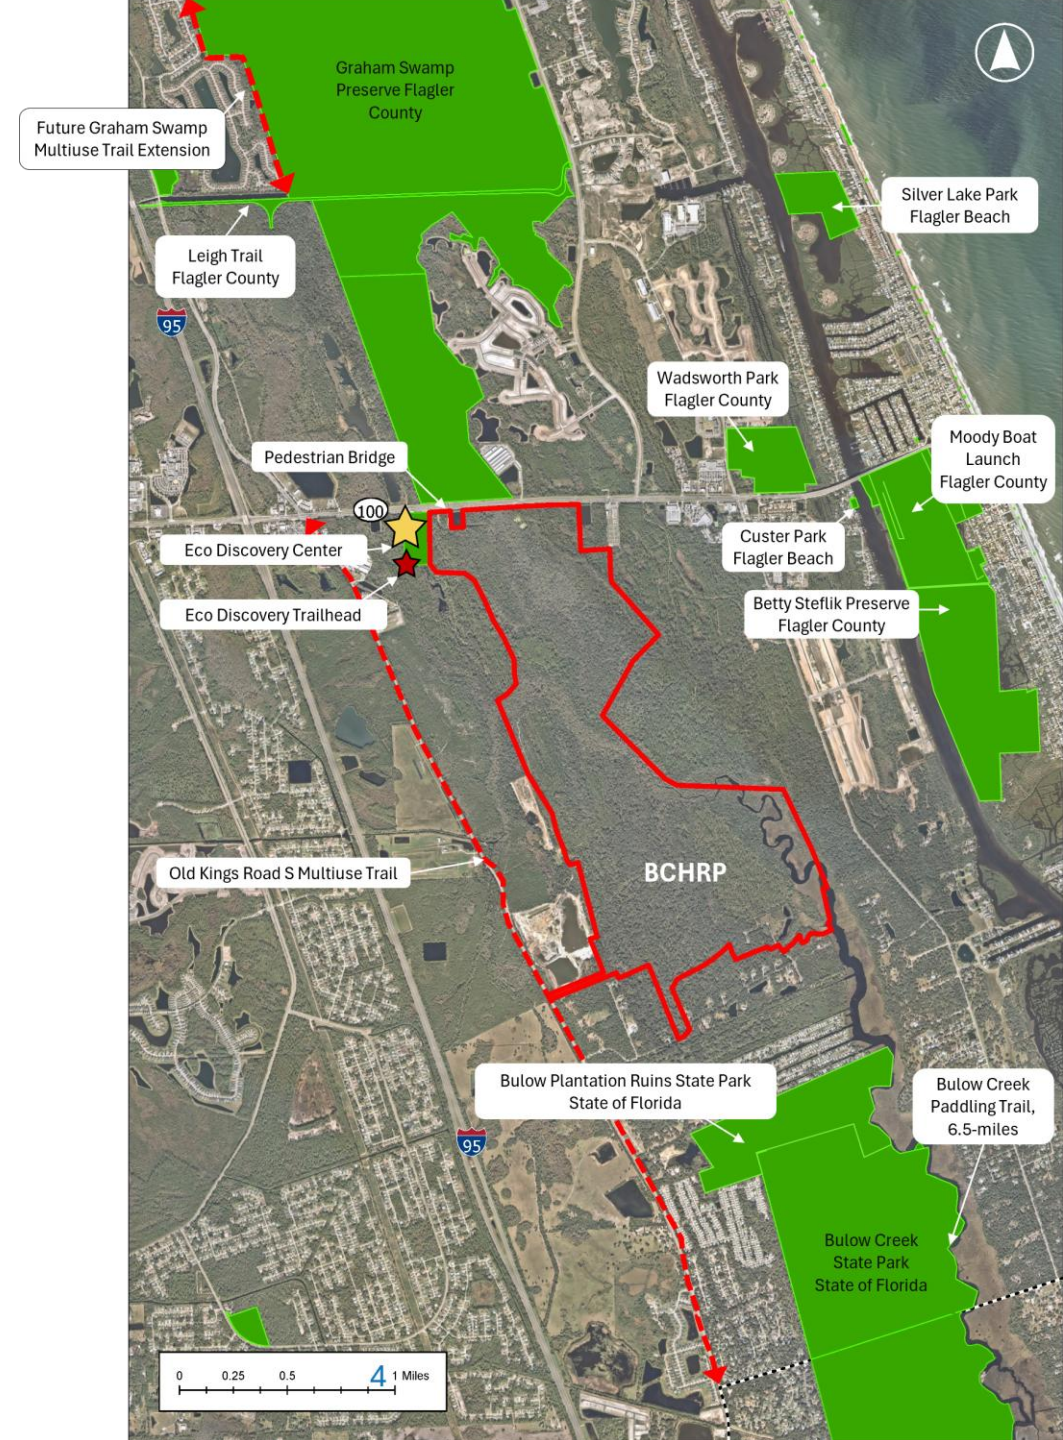 Graham Swamp
Preserve Flagler
County
Future Graham Swamp
Multiuse Trail Extension
Silver Lake Park
Flagler Beach
Leigh Trail
Flagler County
95
Wadsworth Park
Flagler County
Moody Boat
Launch
Flagler County
Pedestrian Bridge
100
Eco Discovery Center
Custer Park
Flagler Beach
Eco Discovery Trailhead
Betty Steflik Preserve
Flagler County
Old Kings Road S Multiuse Trail
BCHRP
Bulow Plantation Ruins State Park
State of Florida
Bulow Creek
Paddling Trail,
6.5-miles
95
Bulow Creek
State Park
State of Florida
0 0.25 0.5 4 1 Miles